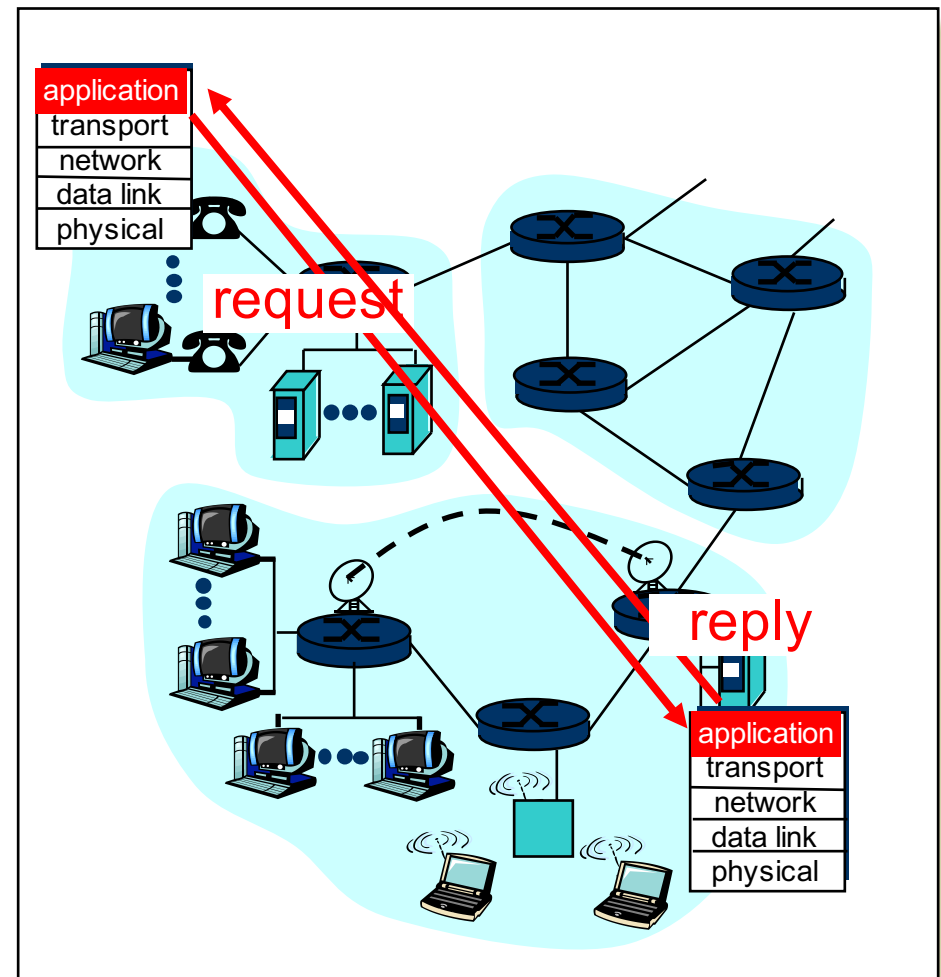 application
transport
network
data link
physical
request
reply
application
transport
network
data link
physical